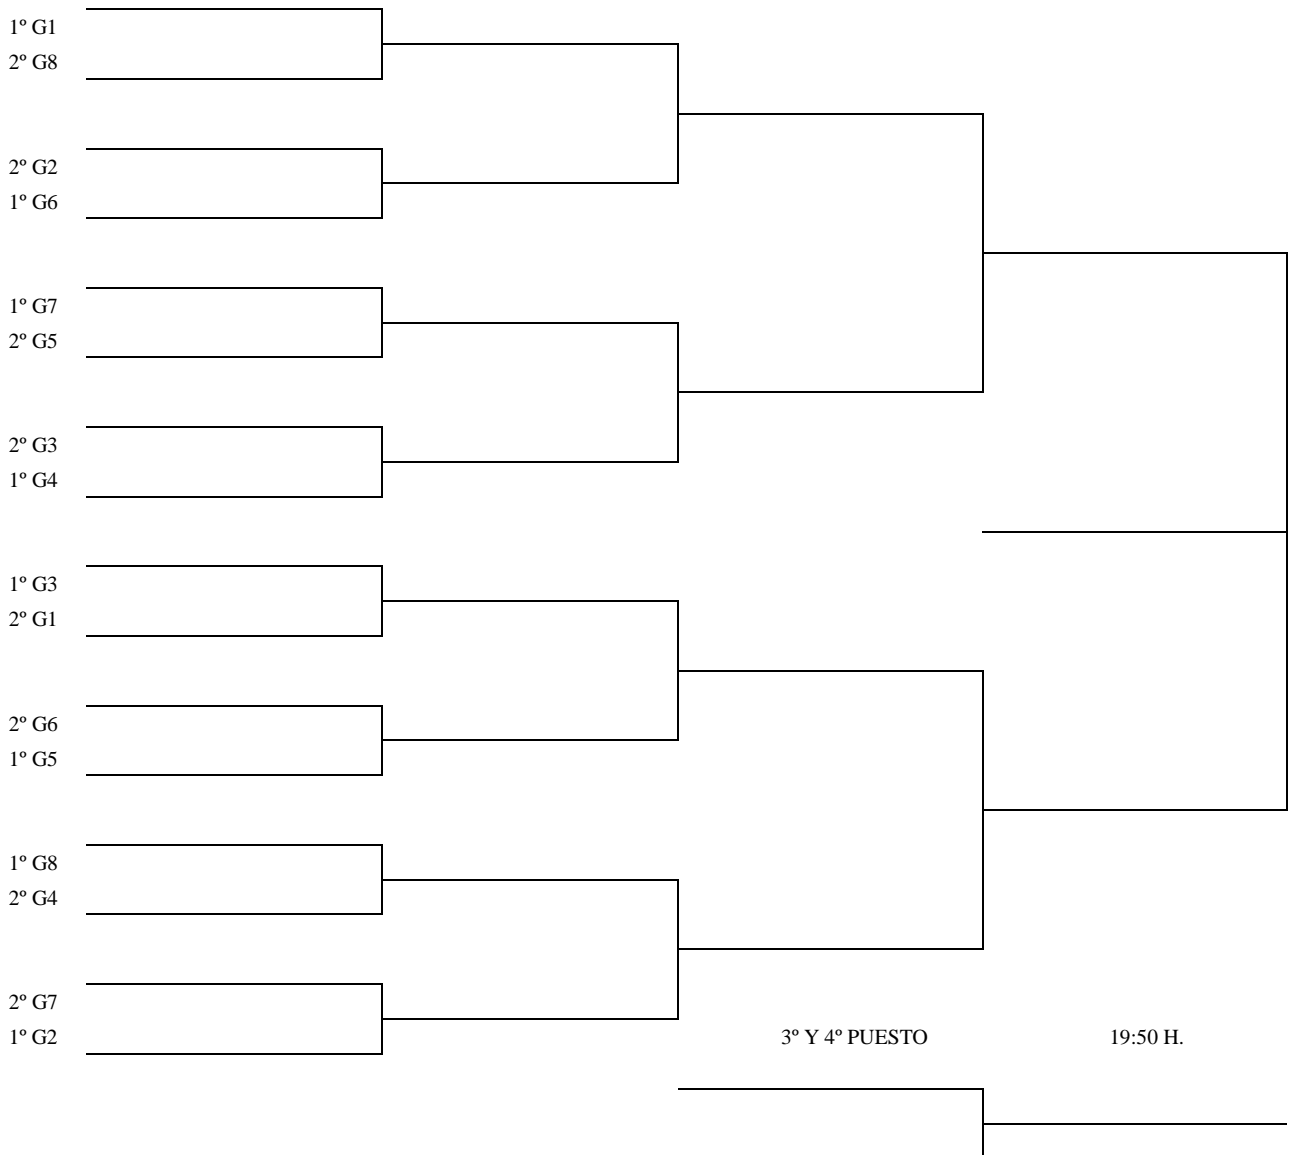 1º G1
2º G8
2º G2
1º G6
1º G7
2º G5
2º G3
1º G4
1º G3
2º G1
2º G6
1º G5
1º G8
2º G4
2º G7
1º G2
3º Y 4º PUESTO 19:50 H.